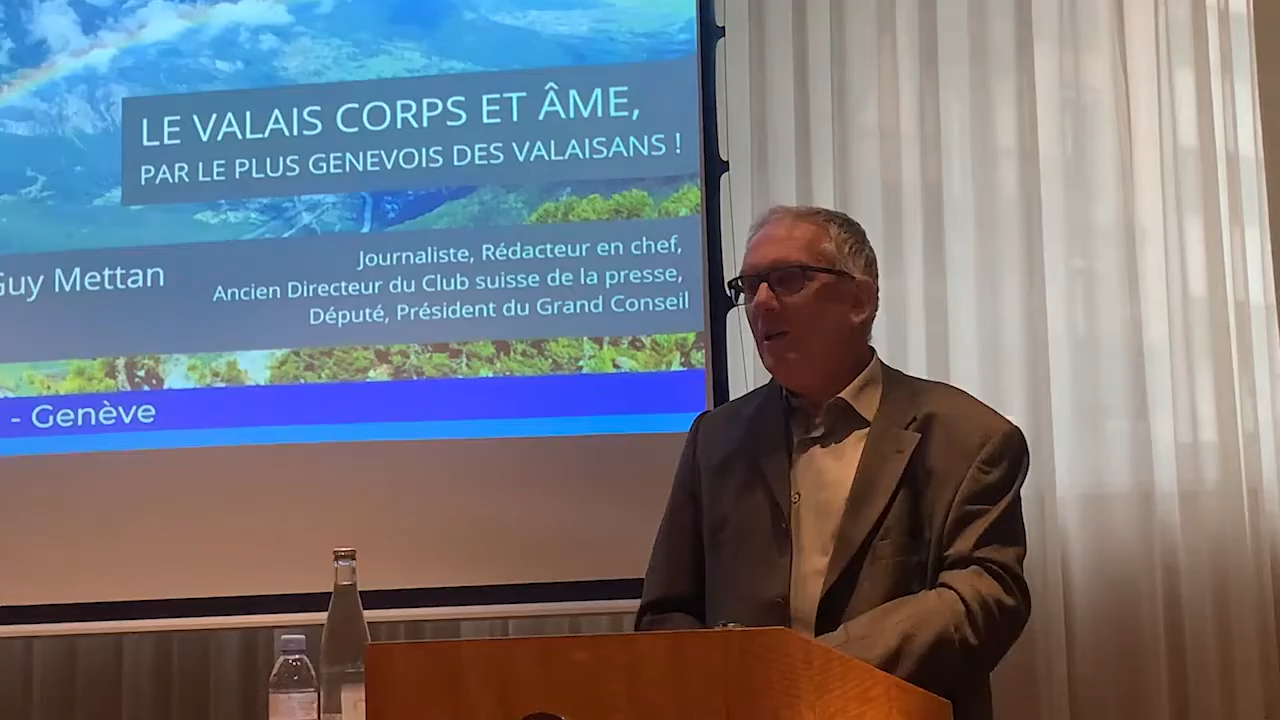 LE VALAIS CORPS ET ÂME,
PAR LE PLUS GENEVOIS DES VALAISANS !
Guy Mettan
Journaliste, Rédacteur en chef,
Ancien Directeur du Club suisse de la presse,
Député, Président du Grand Conseil
- Genève